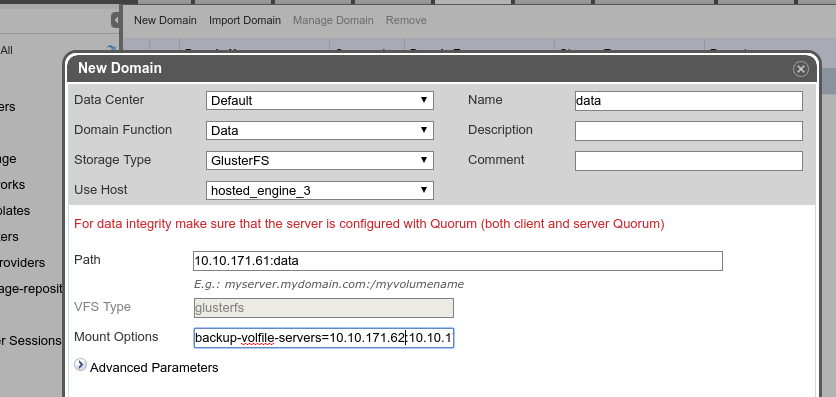 New Domain Import Domain Manage Domain Remove
All
New Domain
Data Center Default Name data
Domain Function Data Description
Storage Type GlusterFS Comment
Use Host hosted_engine_3
For data integrity make sure that the server is configured with Quorum (both client and server Quorum)
Path 10.10.171.61:data
E.g.: myserver.mydomain.com:/myvolumename
VFS Type glusterfs
Mount Options backup-volfile-servers=10.10.171.62:10.10.1
Advanced Parameters
ers
ge
orks
plates
ters
roviders
age-reposit
r Sessions